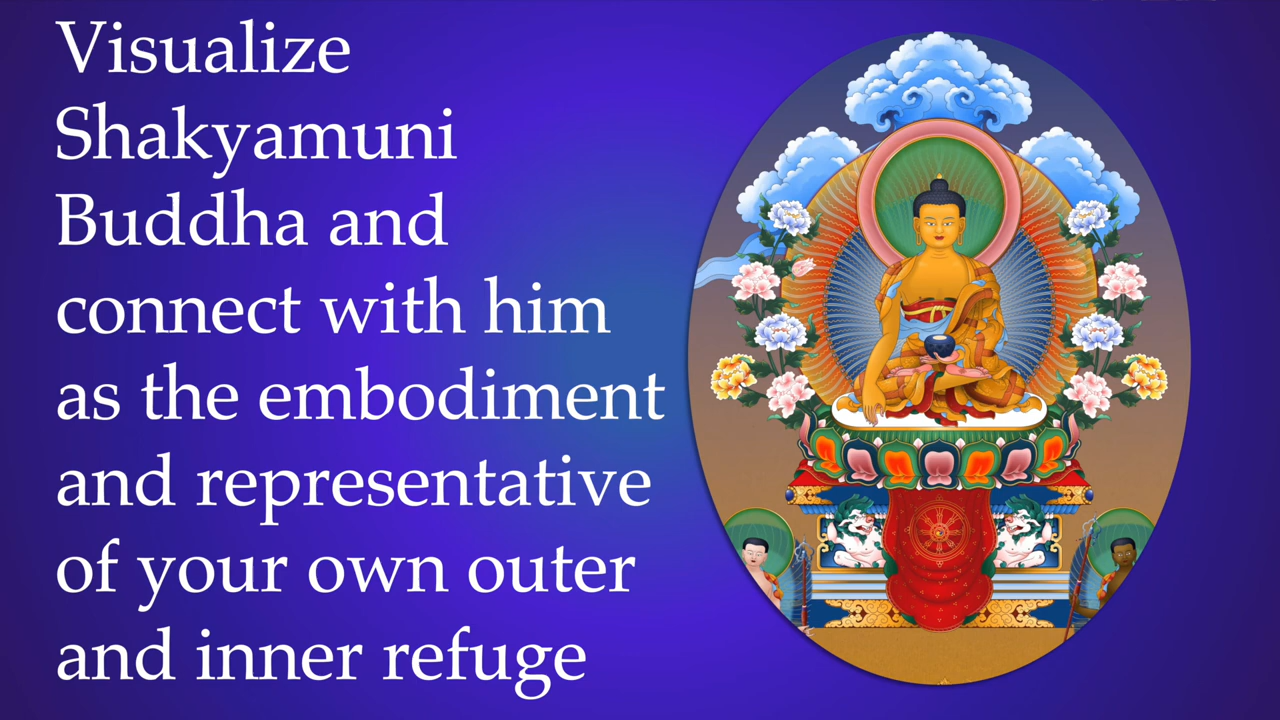 Visualize
Shakyamuni
Buddha and
connect with him
as the embodiment
and representative
of your own outer
and inner refuge